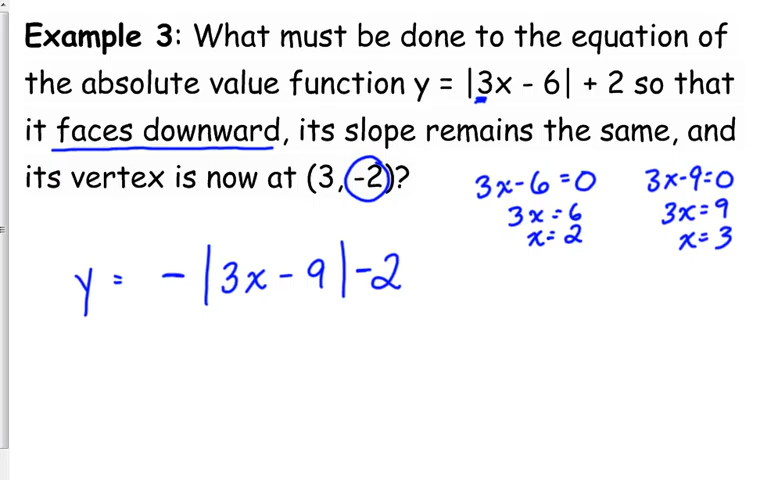 Example 3: What must be done to the equation of
the absolute value function y = |3x - 6| + 2 so that
it faces downward, its slope remains the same, and
its vertex is now at (3, -2)?
3x-6=0 3x-9=0
3x=6 3x=9
x=2 x=3
y = -|3x-9|-2